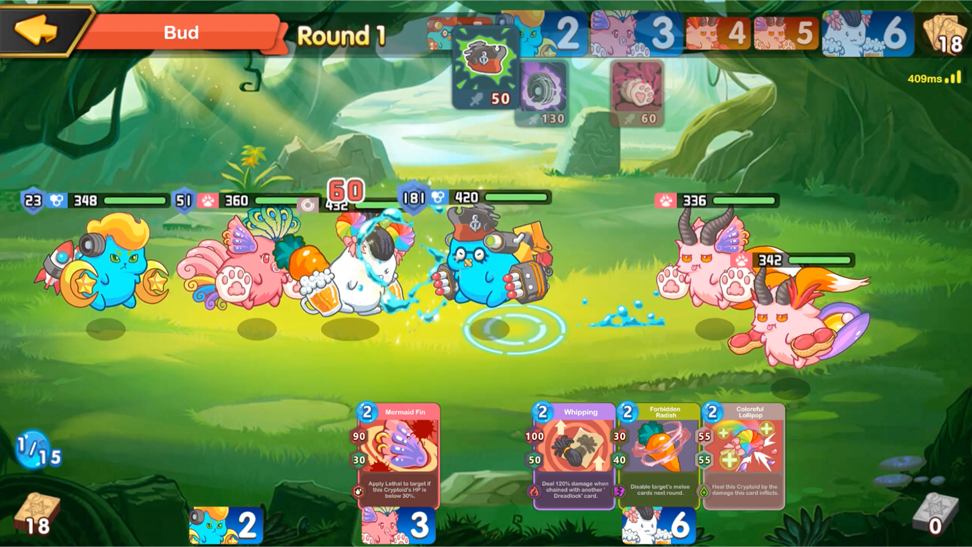 Bud
Round 1
2
3
4
5
6
18
50
130
60
409ms
23
348
51
360
60
432
181
420
336
342
1/15
18
2
Mermaid Fin
90
30
Apply Lethal to target if
this Cryptoid's HP is
below 30%.
2
Whipping
100
50
Deal 120% damage when
chained with another '
Dreadlock' card.
2
Forbidden
Radish
30
40
Disable target's melee
cards next round.
2
Colorful
Lollipop
55
55
Heal this Cryptoid by the
damage this card inflicts.
2
3
6
0